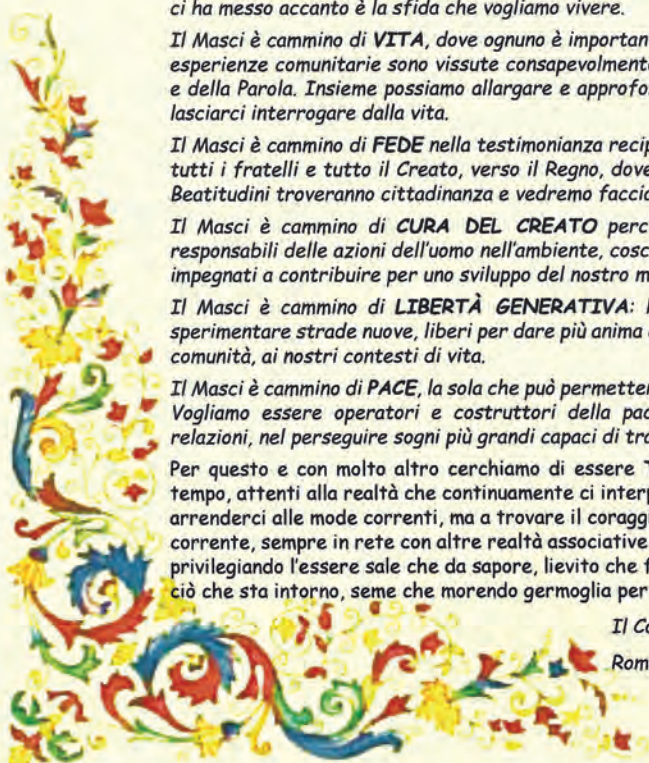 ci ha messo accanto è la sfida che vogliamo vivere.
Il Masci è cammino di VITA, dove ognuno è importan
esperienze comunitarie sono vissute consapevolment
e della Parola. Insieme possiamo allargare e approfo
lasciarci interrogare dalla vita.
Il Masci è cammino di FEDE nella testimonianza recip
tutti i fratelli e tutto il Creato, verso il Regno, dove
Beatitudini troveranno cittadinanza e vedremo faccia
Il Masci è cammino di CURA DEL CREATO perc
responsabili delle azioni dell'uomo nell'ambiente, cosc
impegnati a contribuire per uno sviluppo del nostro m
Il Masci è cammino di LIBERTÀ GENERATIVA:
sperimentare strade nuove, liberi per dare più anima
comunità, ai nostri contesti di vita.
Il Masci è cammino di PACE, la sola che può permetter
Vogliamo essere operatori e costruttori della pac
relazioni, nel perseguire sogni più grandi capaci di tra
Per questo e con molto altro cerchiamo di essere
tempo, attenti alla realtà che continuamente ci interp
arrenderci alle mode correnti, ma a trovare il coraggi
corrente, sempre in rete con altre realtà associative
privilegiando l'essere sale che da sapore, lievito che f
ciò che sta intorno, seme che morendo germoglia per
Il Co
Rom